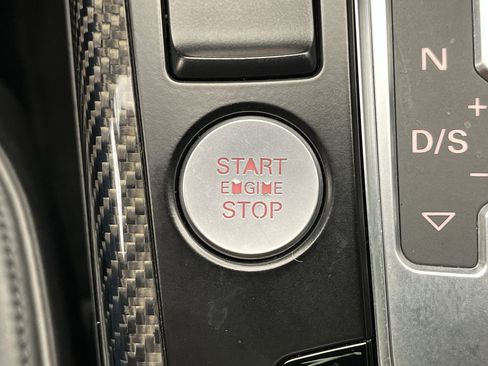 START
ENGINE
STOP
N
+
D/S
-